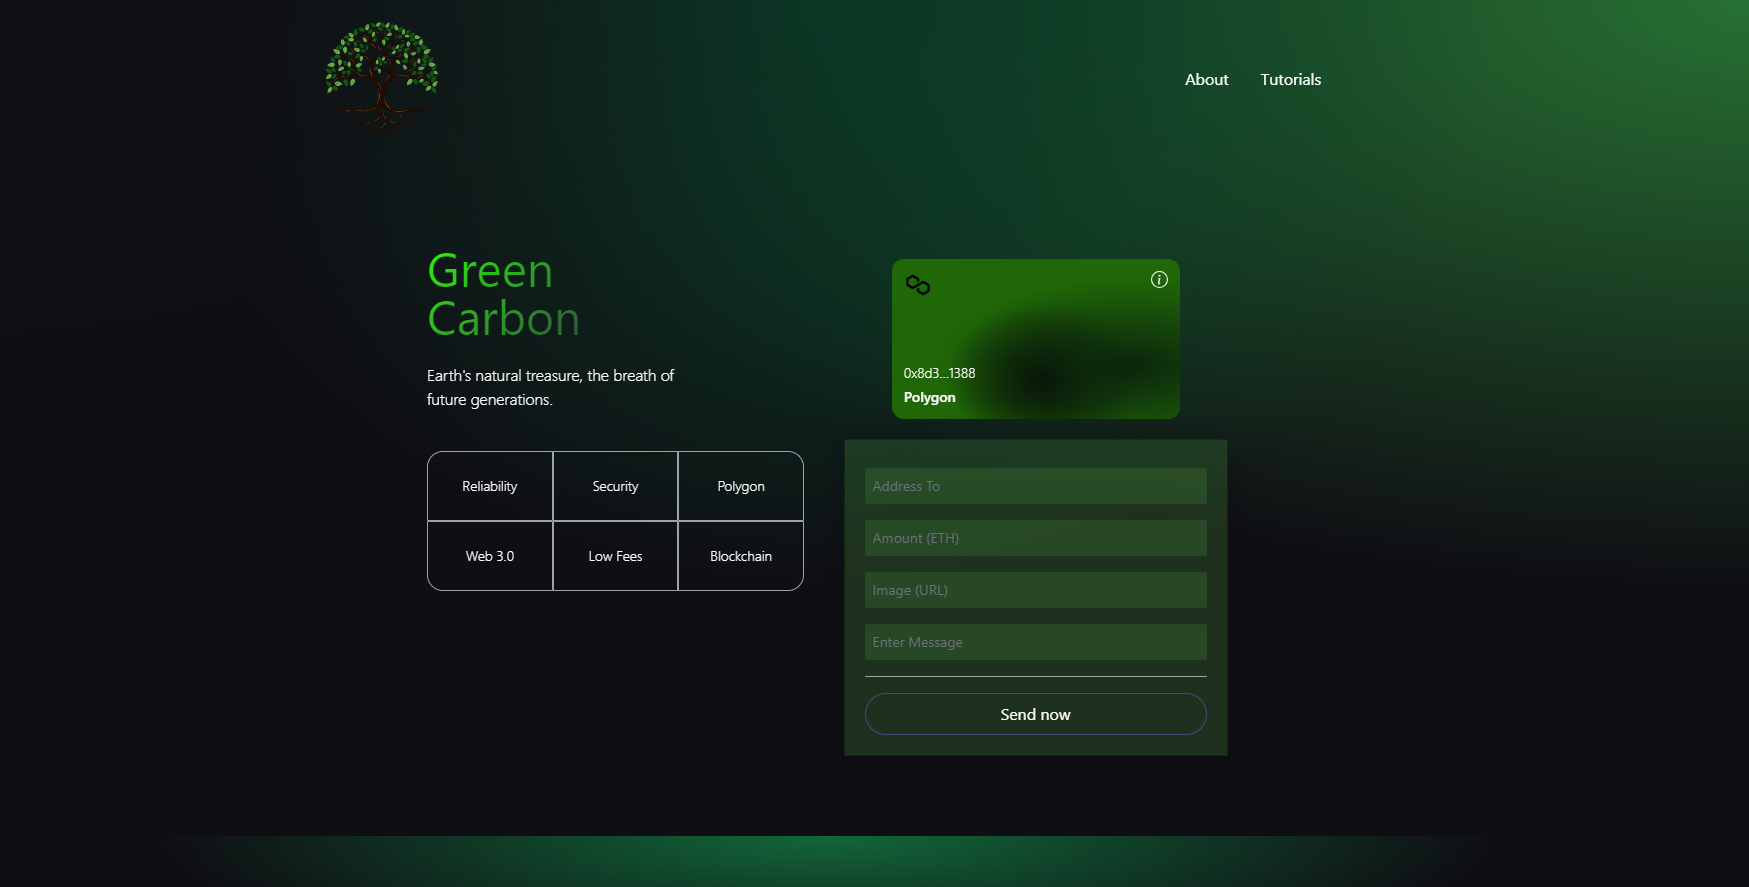 About
Tutorials
Green
Carbon
Earth's natural treasure, the breath of
future generations.
Reliability
Security
Polygon
Web 3.0
Low Fees
Blockchain
i
0x8d3...1388
Polygon
Address To
Amount (ETH)
Image (URL)
Enter Message
Send now